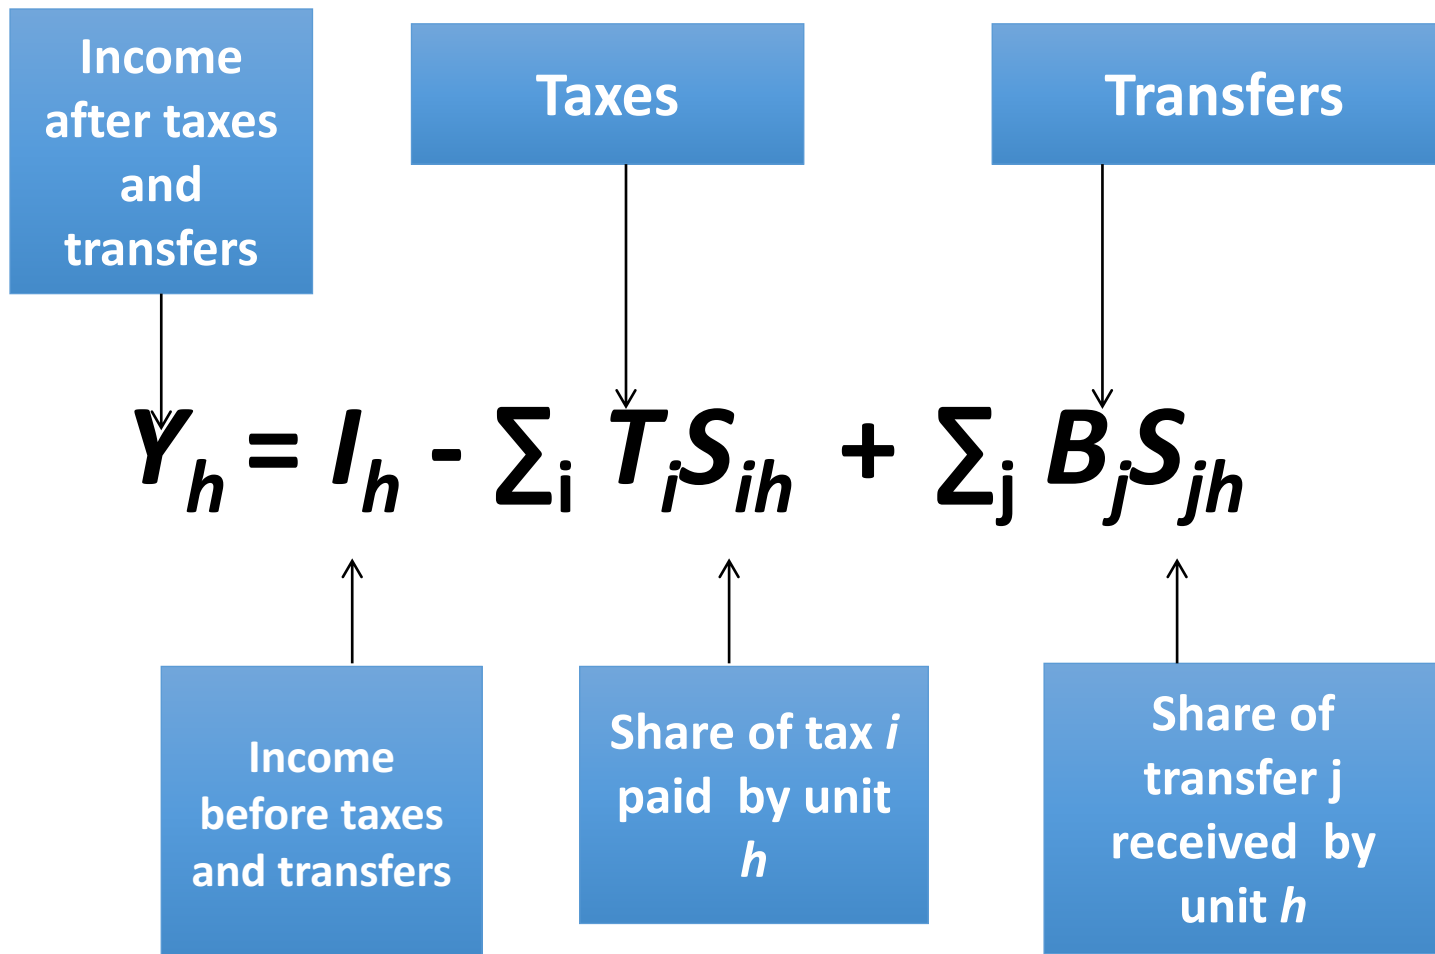 Income
after taxes
and
transfers
Taxes
Transfers
Yh = Ih - ∑i TiSih + ∑j BjSjh
Income
before taxes
and transfers
Share of tax i
paid by unit
h
Share of
transfer j
received by
unit h